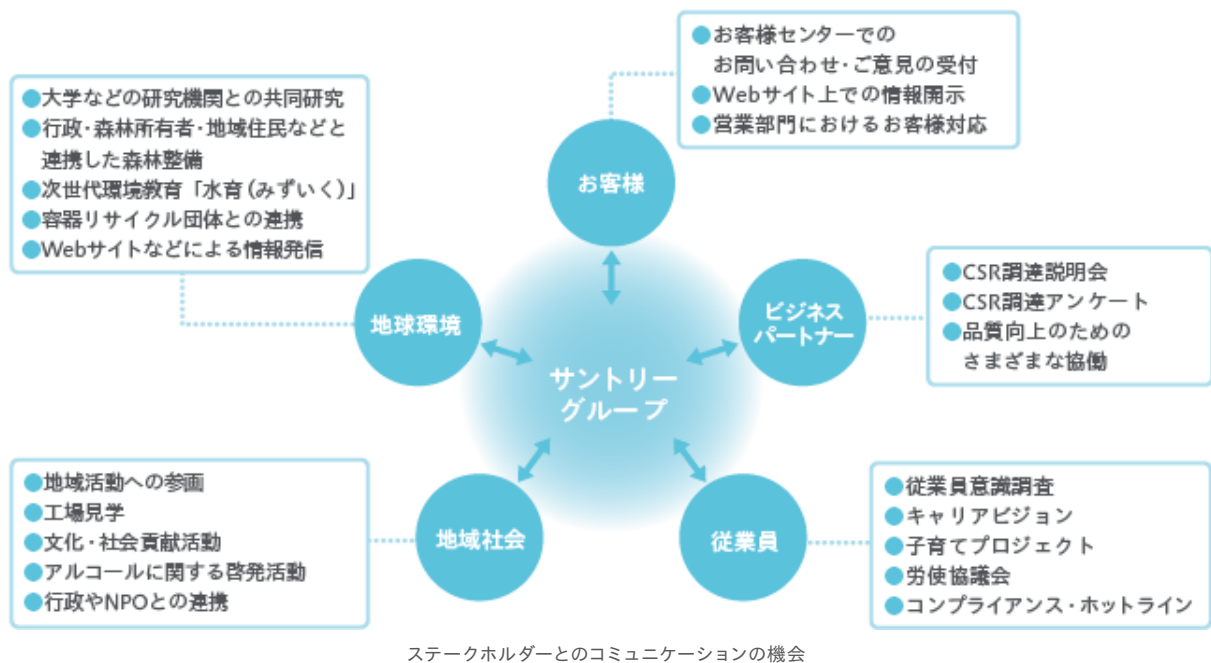 ●お客様センターでの
お問い合わせ・ご意見の受付
●Webサイト上での情報開示
●営業部門におけるお客様対応
お客様
●大学などの研究機関との共同研究
●行政・森林所有者・地域住民などと
連携した森林整備
●次世代環境教育「水育(みずいく)」
●容器リサイクル団体との連携
●Webサイトなどによる情報発信
地球環境
ビジネス
パートナー
●CSR調達説明会
●CSR調達アンケート
●品質向上のための
さまざまな協働
サントリー
グループ
●地域活動への参画
●工場見学
●文化・社会貢献活動
●アルコールに関する啓発活動
●行政やNPOとの連携
地域社会
従業員
●従業員意識調査
●キャリアビジョン
●子育てプロジェクト
●労使協議会
●コンプライアンス・ホットライン
ステークホルダーとのコミュニケーションの機会